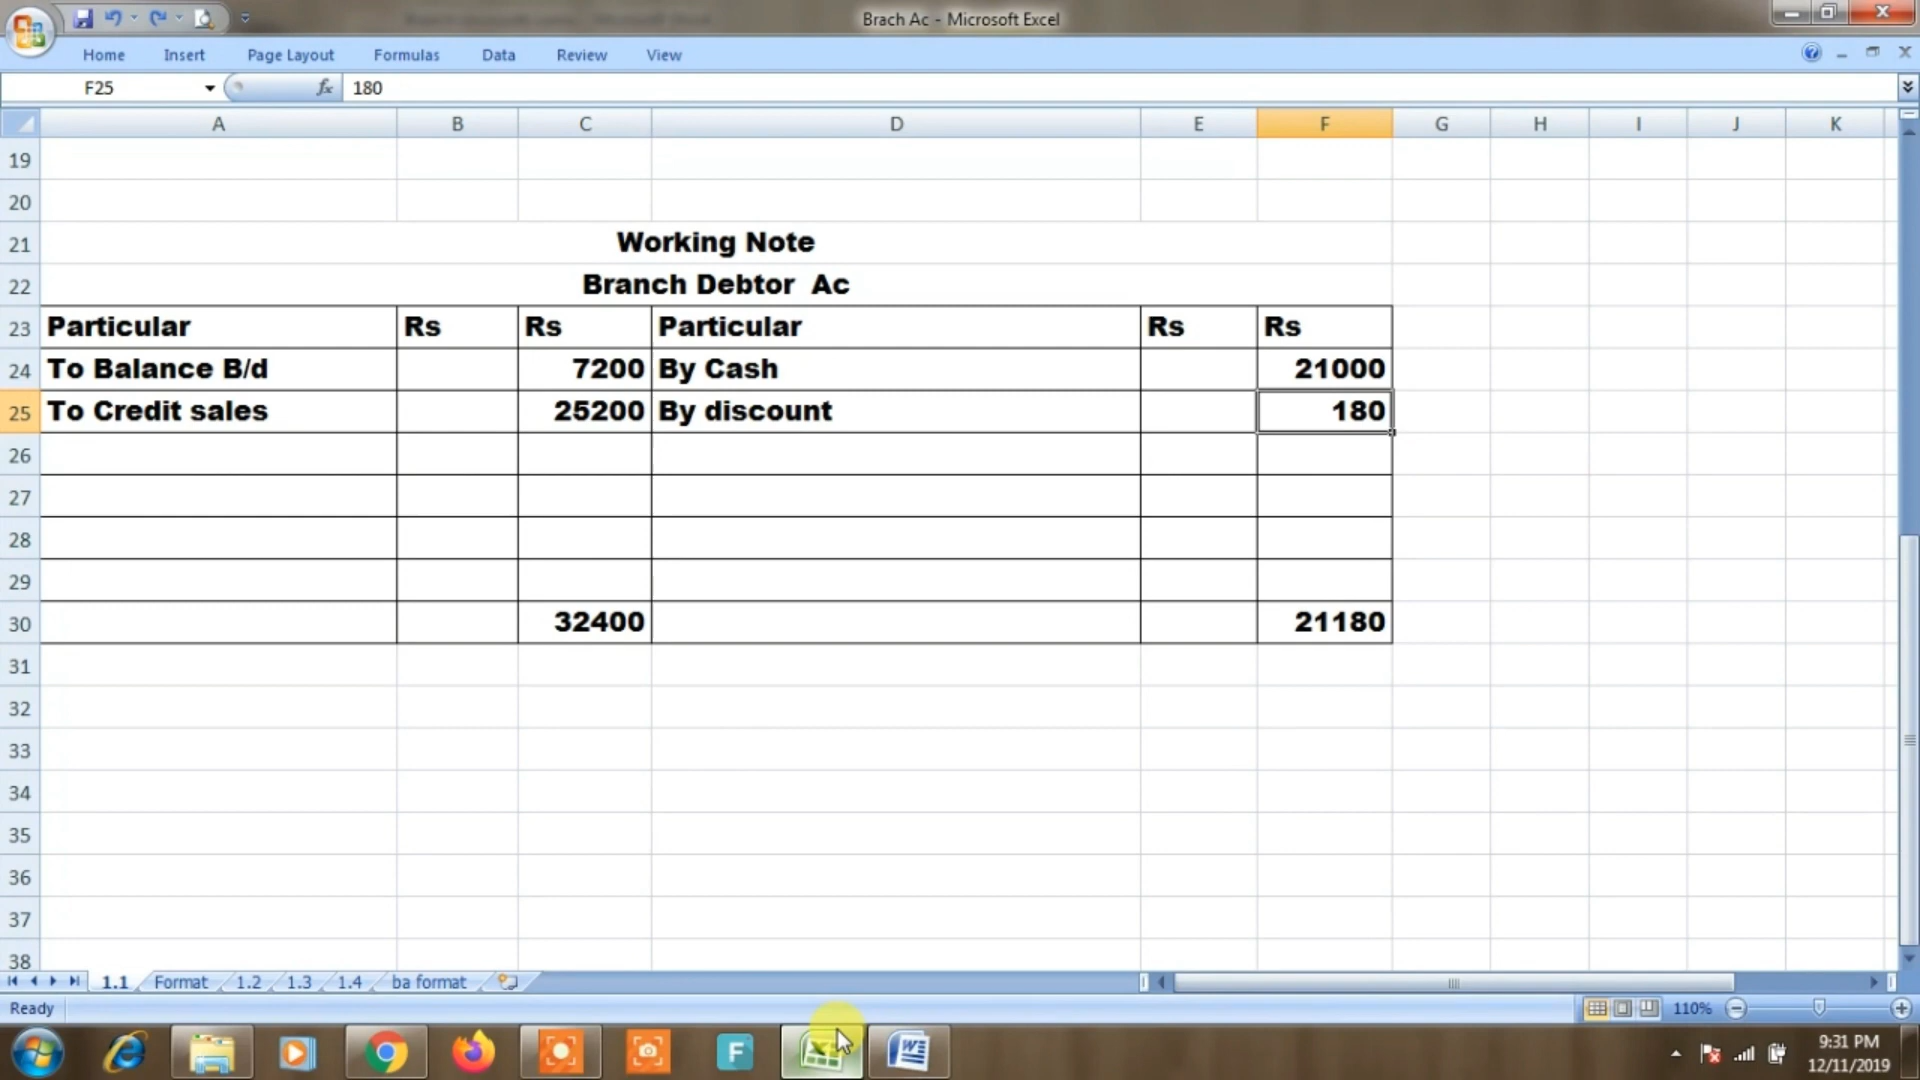 Brach Ac - Microsoft Excel
Home Insert Page Layout Formulas Data Review View
F25 fx 180
A B C D E F G H I J K
19
20
21 Working Note
22 Branch Debtor Ac
23 Particular Rs Rs Particular Rs Rs
24 To Balance B/d 7200 By Cash 21000
25 To Credit sales 25200 By discount 180
26
27
28
29
30 32400 21180
31
32
33
34
35
36
37
38
1.1 Format 1.2 1.3 1.4 ba format
Ready 110%
F
9:31 PM
12/11/2019